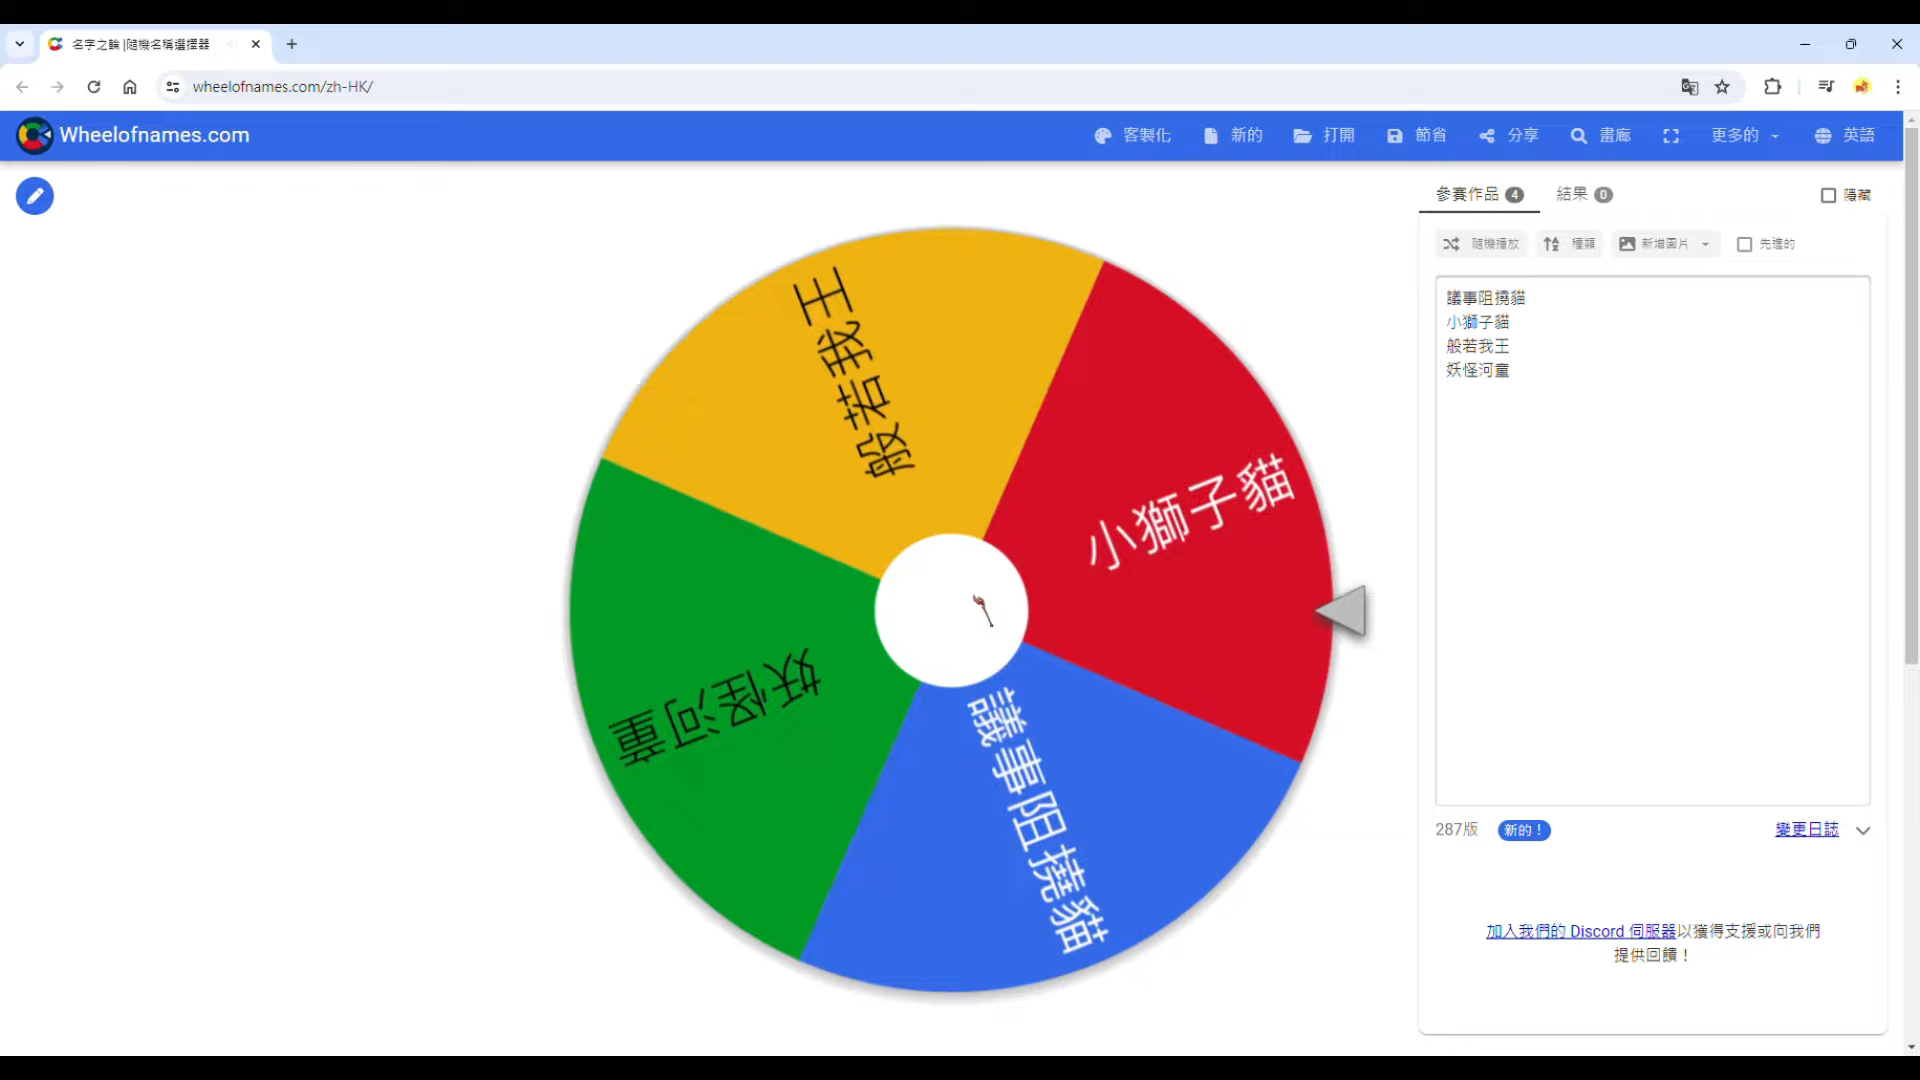 名字之輪 |隨機名稱選擇器
wheelofnames.com/zh-HK/
Wheelofnames.com
客製化
新的
打開
節省
分享
畫廊
更多的
英語
參賽作品 4
結果 0
隱藏
隨機播放
種類
新增圖片
先進的
議事阻撓貓
小獅子貓
般若我王
妖怪河童
般若我王
小獅子貓
妖怪河童
議事阻撓貓
287版
新的！
變更日誌
加入我們的 Discord 伺服器以獲得支援或向我們
提供回饋！